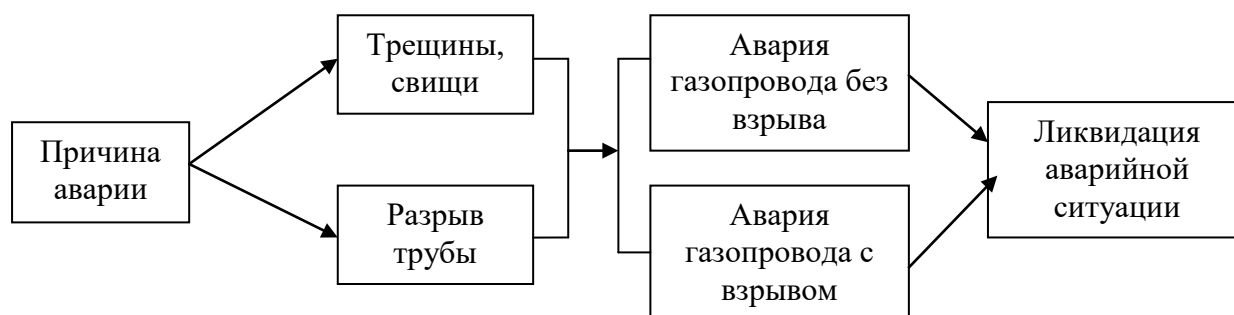 Причина
аварии
Трещины,
свищи
Разрыв
трубы
Авария
газопровода без
взрыва
Авария
газопровода с
взрывом
Ликвидация
аварийной
ситуации